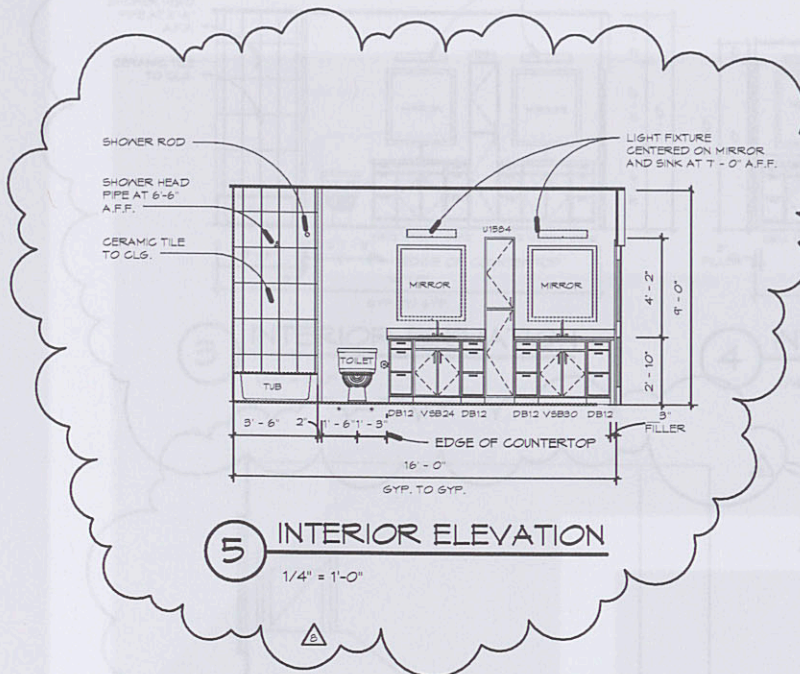 SHOWER ROD
SHOWER HEAD
PIPE AT 6'-6"
A.F.F.
CERAMIC TILE
TO CLG.
LIGHT FIXTURE
CENTERED ON MIRROR
AND SINK AT 7 - 0" A.F.F.
U1584
MIRROR
MIRROR
4' - 2"
9' - 0"
2' - 10"
TOILET
TUB
DB12 VSB24 DB12 DB12 VSB30 DB12 3"
FILLER
3' - 6" 2" 1' - 6" 1' - 3"
EDGE OF COUNTERTOP
16' - 0"
GYP. TO GYP.
5 INTERIOR ELEVATION
1/4" = 1'-0"
8